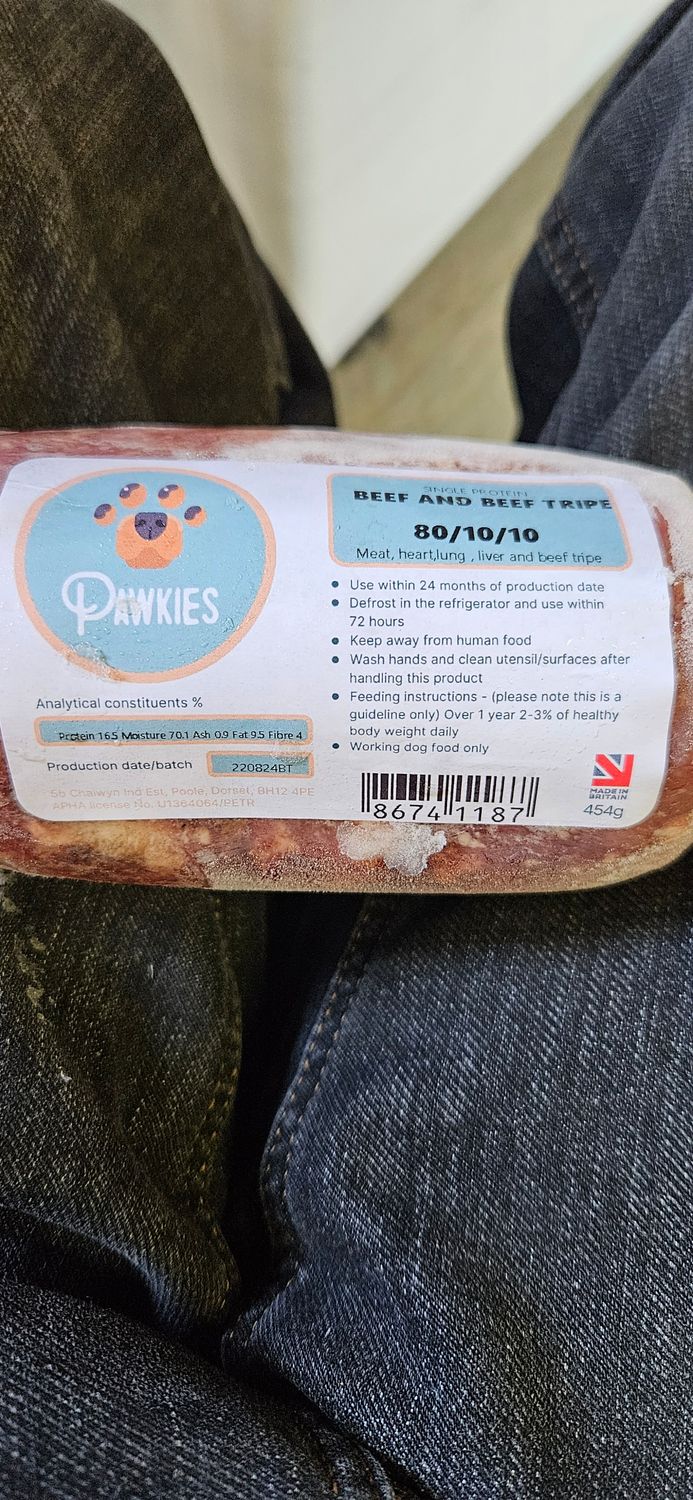 PAWKIES
Analytical constituents %
Protein 16.5 Moisture 70.1 Ash 0.9 Fat 9.5 Fibre 4
Production date/batch
220824BT
5b Chalwyn Ind Est, Poole, Dorset, BH12 4PE
APHA license No. U1364064/PETR
SINGLE PROTEIN
BEEF AND BEEF TRIPE
80/10/10
Meat, heart,lung , liver and beef tripe
• Use within 24 months of production date
• Defrost in the refrigerator and use within
72 hours
• Keep away from human food
• Wash hands and clean utensil/surfaces after
handling this product
• Feeding instructions - (please note this is a
guideline only) Over 1 year 2-3% of healthy
body weight daily
• Working dog food only
8674 1187
MADE IN
BRITAIN
454g